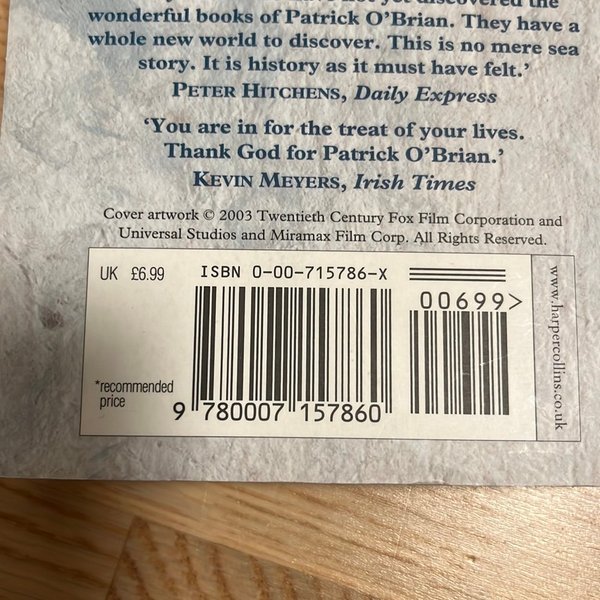 discovered the
wonderful books of Patrick O'Brian. They have a
whole new world to discover. This is no mere sea
story. It is history as it must have felt.'
PETER HITCHENS, Daily Express
'You are in for the treat of your lives.
Thank God for Patrick O'Brian.'
KEVIN MEYERS, Irish Times
Cover artwork © 2003 Twentieth Century Fox Film Corporation and
Universal Studios and Miramax Film Corp. All Rights Reserved.
UK £6.99
ISBN 0-00-715786-X
00699>
*recommended
price
9 780007 157860
www.harpercollins.co.uk